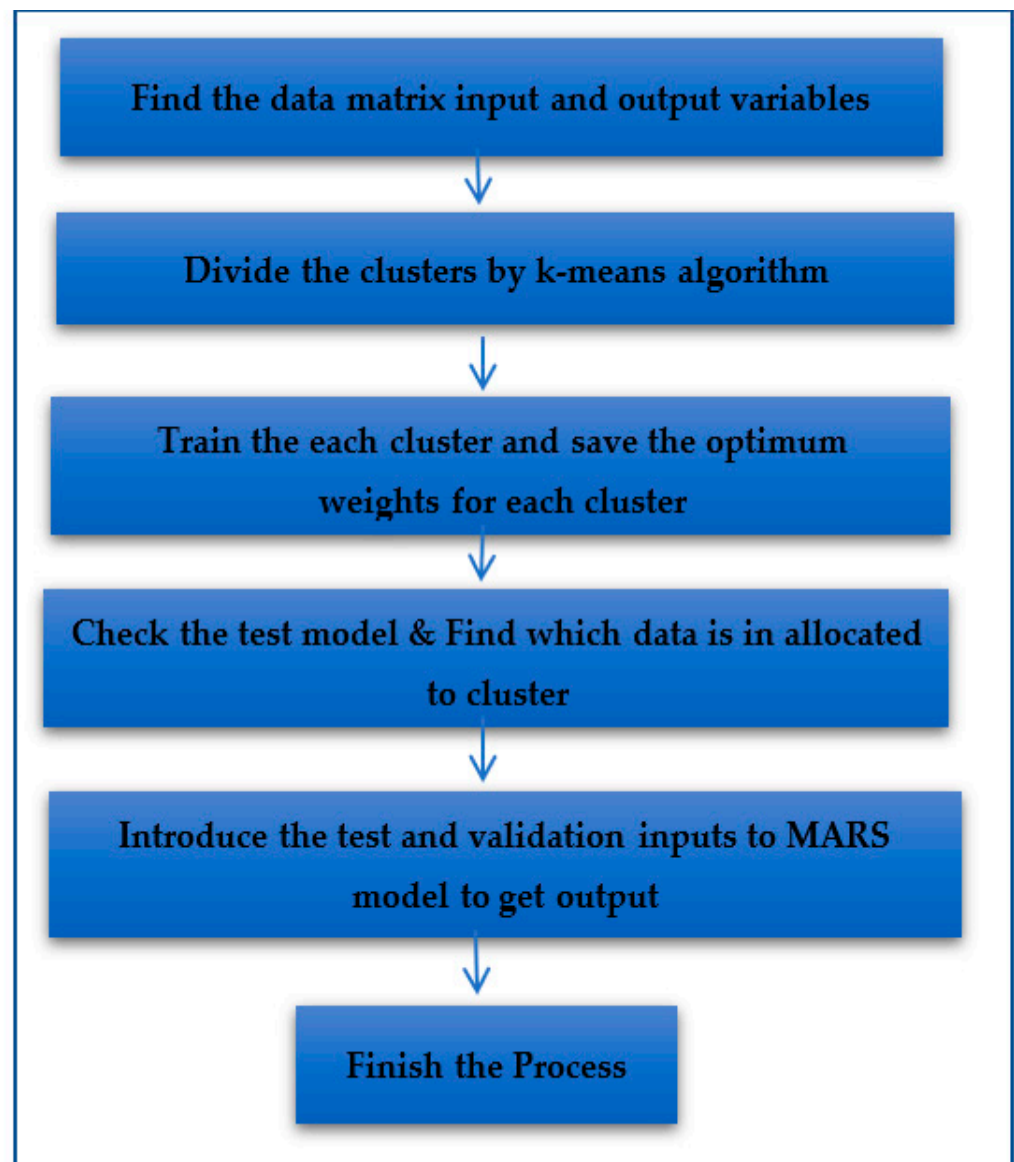 Find the data matrix input and output variables
Divide the clusters by k-means algorithm
Train the each cluster and save the optimum
weights for each cluster
Check the test model & Find which data is in allocated
to cluster
Introduce the test and validation inputs to MARS
model to get output
Finish the Process